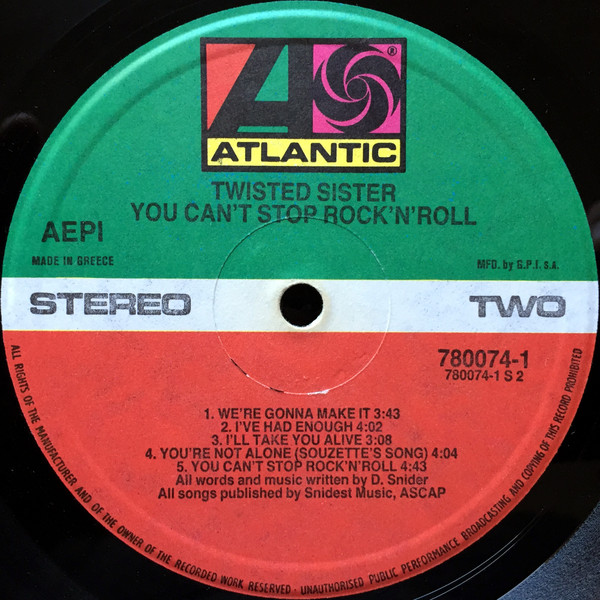 ®
ATLANTIC
TWISTED SISTER
YOU CAN'T STOP ROCK'N'ROLL
AEPI
MADE IN GREECE
MFD. by G.P.I. S.A.
STEREO
TWO
780074-1
780074-1 S 2
1. WE'RE GONNA MAKE IT 3:43
2. I'VE HAD ENOUGH 4:02
3. I'LL TAKE YOU ALIVE 3:08
4. YOU'RE NOT ALONE (SOUZETTE'S SONG) 4:04
5. YOU CAN'T STOP ROCK'N'ROLL 4:43
All words and music written by D. Snider
All songs published by Snidest Music, ASCAP
ALL RIGHTS OF THE MANUFACTURER AND OF THE OWNER OF THE RECORDED WORK RESERVED · UNAUTHORISED PUBLIC PERFORMANCE BROADCASTING AND COPYING OF THIS RECORD PROHIBITED